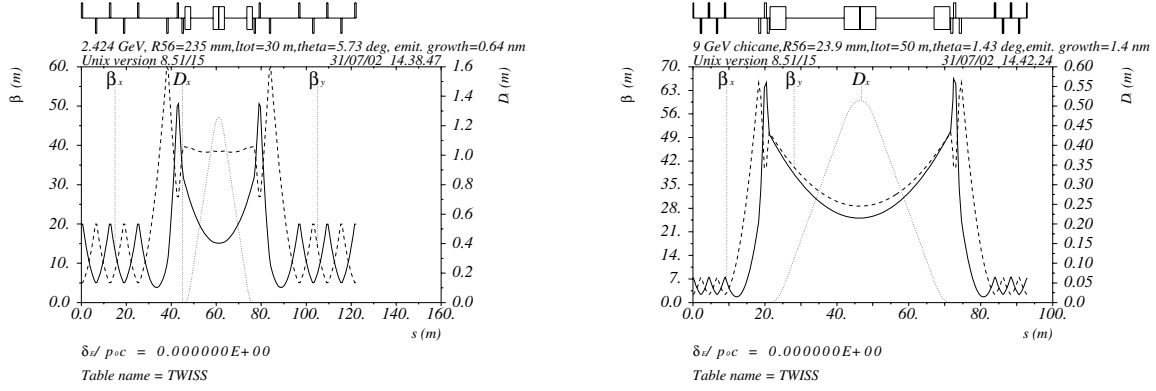 2.424 GeV, R56=235 mm,ltot=30 m,theta=5.73 deg, emit. growth=0.64 nm
Unix version 8.51/15 31/07/02 14.38.47
β (m)
60.
50.
40.
30.
20.
10.
0.0
βx Dx βy
1.6
1.4
1.2
1.0
0.8
0.6
0.4
0.2
0.0
Dx (m)
0.0 20. 40. 60. 80. 100. 120. 140. 160.
s (m)
δE/ p0c = 0.000000E+00
Table name = TWISS
9 GeV chicane,R56=23.9 mm,ltot=50 m,theta=1.43 deg,emit. growth=1.4 n
Unix version 8.51/15 31/07/02 14.42.24
β (m)
70.
63.
56.
49.
42.
35.
28.
21.
14.
7.
0.0
βx βy Dx
0.60
0.55
0.50
0.45
0.40
0.35
0.30
0.25
0.20
0.15
0.10
0.05
0.0
Dx (m)
0.0 20. 40. 60. 80. 100.
s (m)
δE/ p0c = 0.000000E+00
Table name = TWISS